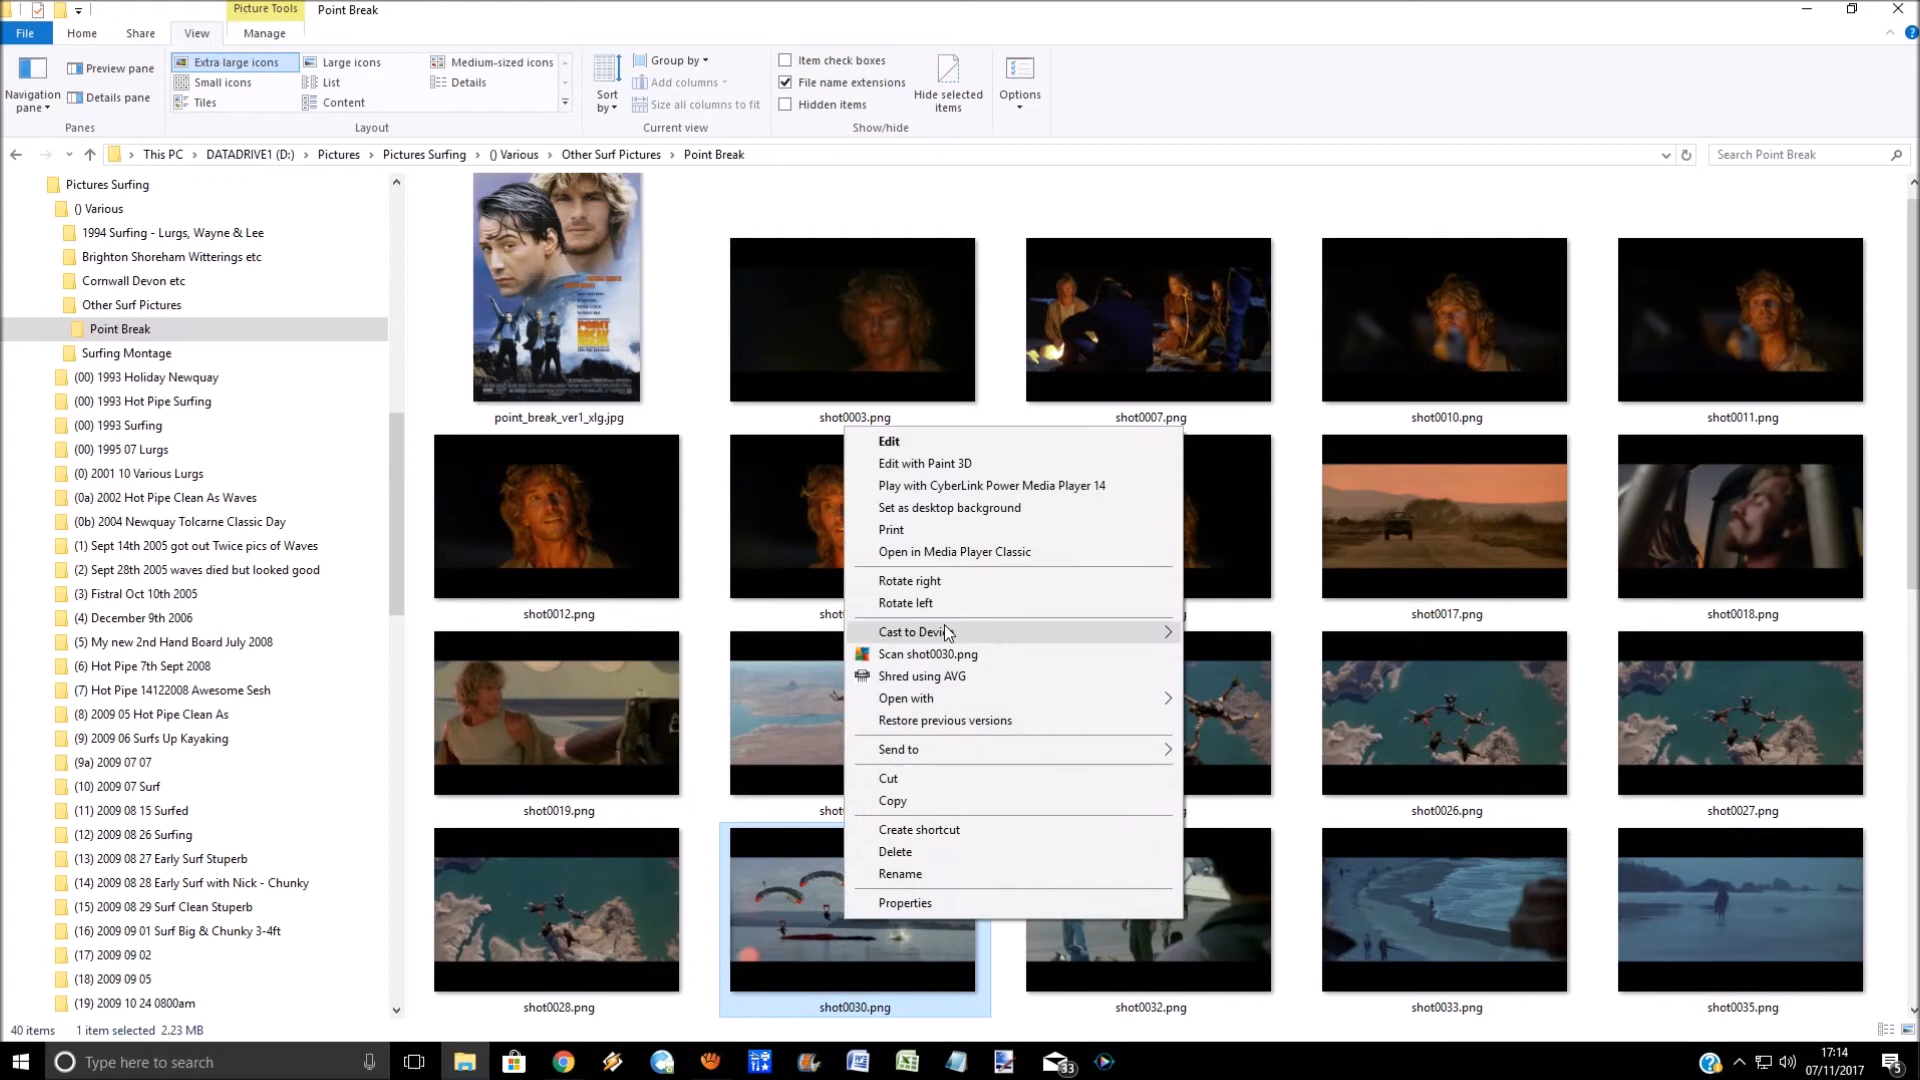 Picture Tools
Point Break
File
Home
Share
View
Manage
Navigation pane
Preview pane
Details pane
Panes
Extra large icons
Large icons
Medium-sized icons
Small icons
List
Details
Tiles
Content
Layout
Sort by
Group by
Add columns
Size all columns to fit
Current view
Item check boxes
File name extensions
Hidden items
Hide selected items
Show/hide
Options
This PC
DATADRIVE1 (D:)
Pictures
Pictures Surfing
() Various
Other Surf Pictures
Point Break
Search Point Break
Pictures Surfing
() Various
1994 Surfing - Lurgs, Wayne & Lee
Brighton Shoreham Witterings etc
Cornwall Devon etc
Other Surf Pictures
Point Break
Surfing Montage
(00) 1993 Holiday Newquay
(00) 1993 Hot Pipe Surfing
(00) 1993 Surfing
(00) 1995 07 Lurgs
(0) 2001 10 Various Lurgs
(0a) 2002 Hot Pipe Clean As Waves
(0b) 2004 Newquay Tolcarne Classic Day
(1) Sept 14th 2005 got out Twice pics of Waves
(2) Sept 28th 2005 waves died but looked good
(3) Fistral Oct 10th 2005
(4) December 9th 2006
(5) My new 2nd Hand Board July 2008
(6) Hot Pipe 7th Sept 2008
(7) Hot Pipe 14122008 Awesome Sesh
(8) 2009 05 Hot Pipe Clean As
(9) 2009 06 Surfs Up Kayaking
(9a) 2009 07 07
(10) 2009 07 Surf
(11) 2009 08 15 Surfed
(12) 2009 08 26 Surfing
(13) 2009 08 27 Early Surf Stuperb
(14) 2009 08 28 Early Surf with Nick - Chunky
(15) 2009 08 29 Surf Clean Stuperb
(16) 2009 09 01 Surf Big & Chunky 3-4ft
(17) 2009 09 02
(18) 2009 09 05
(19) 2009 10 24 0800am
POINT
BREAK
point_break_ver1_xlg.jpg
shot0003.png
shot0007.png
shot0010.png
shot0011.png
shot0012.png
shot0017.png
shot0018.png
shot0019.png
shot0026.png
shot0027.png
shot0028.png
shot0030.png
shot0032.png
shot0033.png
shot0035.png
Edit
Edit with Paint 3D
Play with CyberLink Power Media Player 14
Set as desktop background
Print
Open in Media Player Classic
Rotate right
Rotate left
Cast to Devi
Scan shot0030.png
Shred using AVG
Open with
Restore previous versions
Send to
Cut
Copy
Create shortcut
Delete
Rename
Properties
40 items
1 item selected 2.23 MB
Type here to search
33
17:14
07/11/2017
5